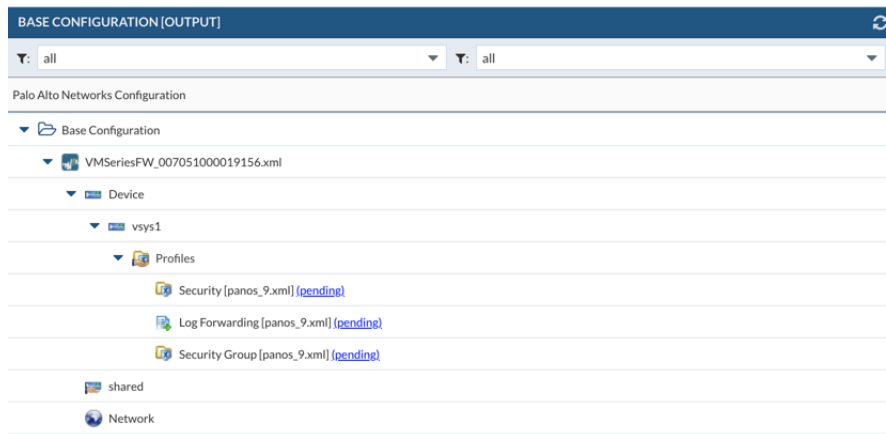 BASE CONFIGURATION [OUTPUT]
: all : all
Palo Alto Networks Configuration
Base Configuration
VMSeriesFW_007051000019156.xml
Device
vsys1
Profiles
Security [panos_9.xml] (pending)
Log Forwarding [panos_9.xml] (pending)
Security Group [panos_9.xml] (pending)
shared
Network